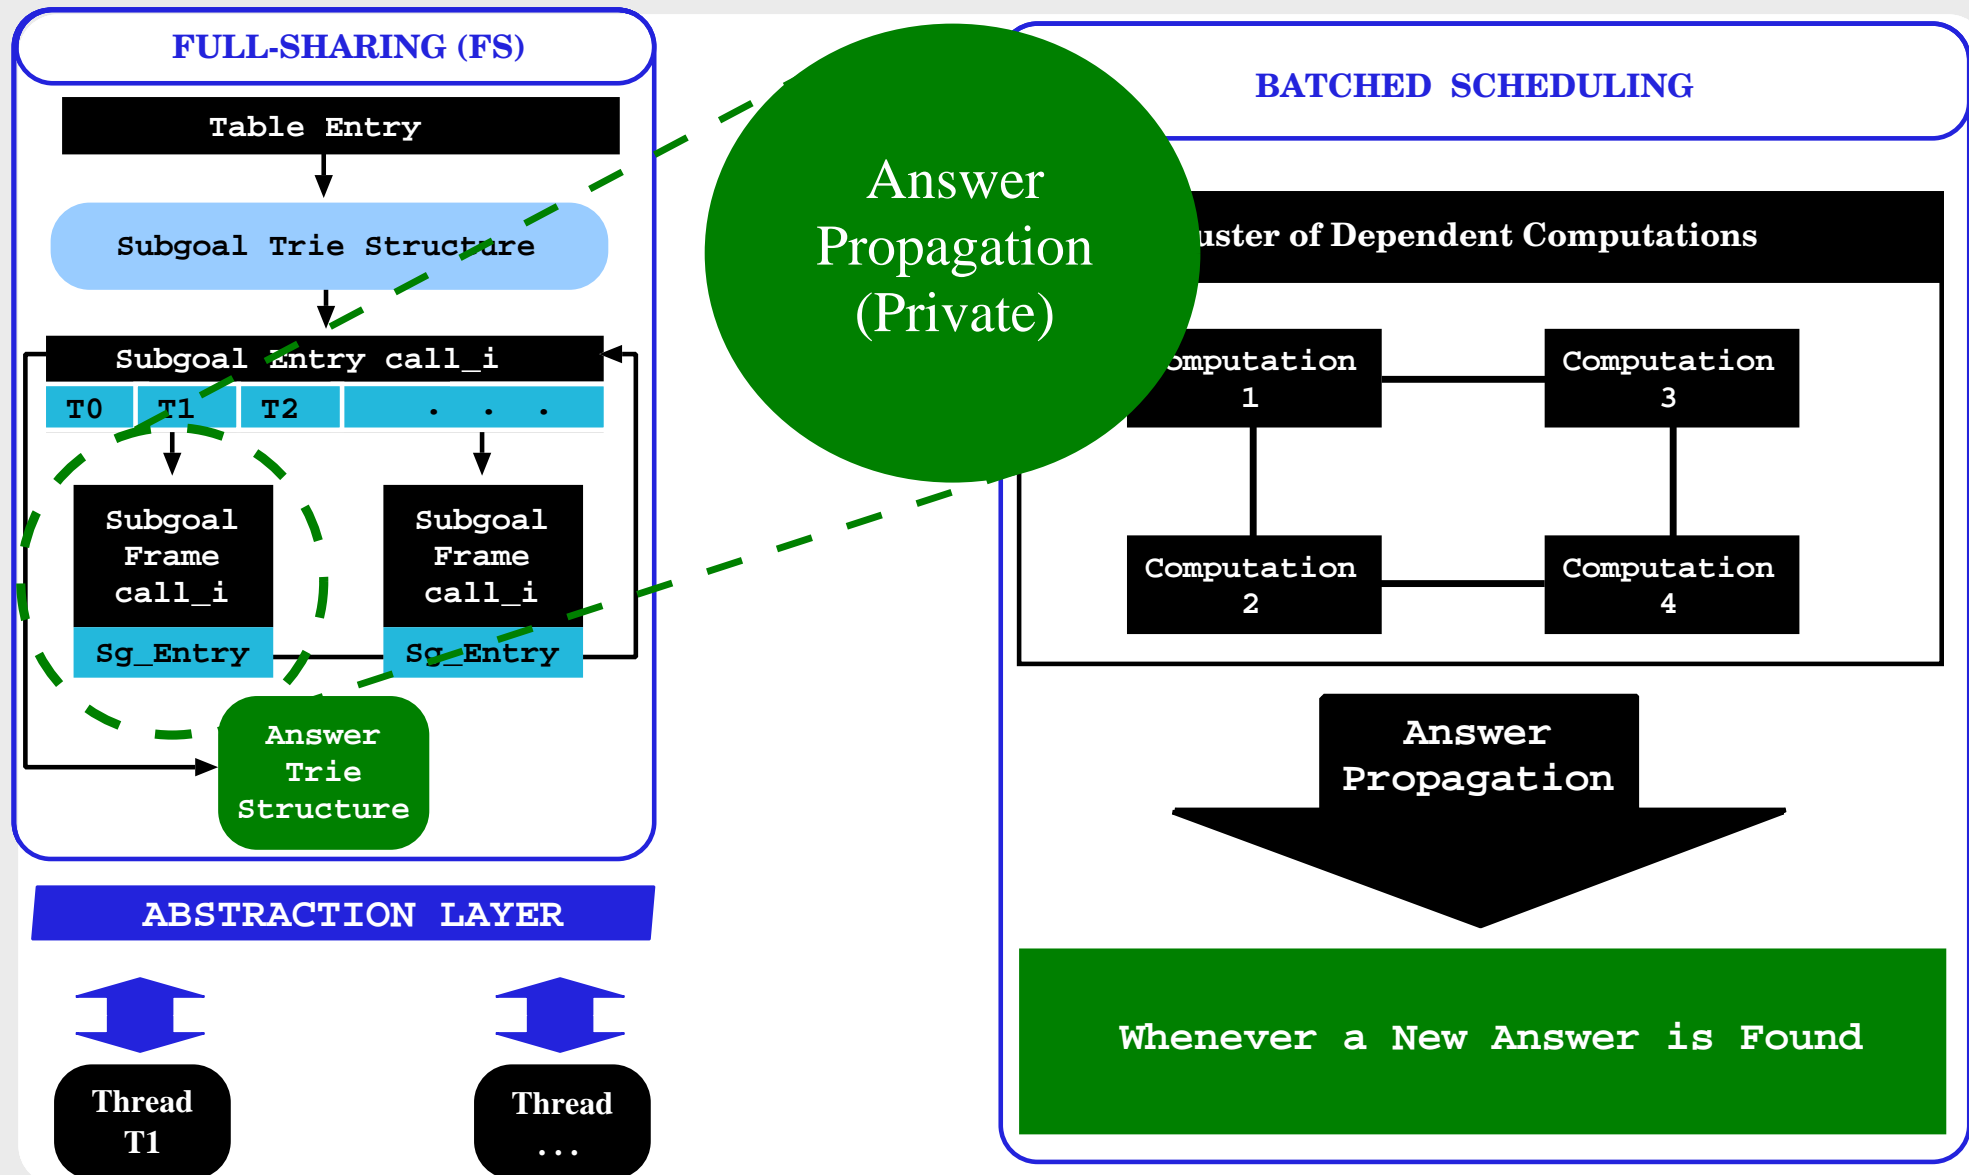 FULL-SHARING (FS)
Table Entry
Subgoal Trie Structure
Subgoal Entry call_i
T0 T1 T2 . . .
Subgoal
Frame
call_i
Sg_Entry
Subgoal
Frame
call_i
Sg_Entry
Answer
Trie
Structure
ABSTRACTION LAYER
Thread
T1
Thread
...
Answer
Propagation
(Private)
BATCHED SCHEDULING
of Dependent Computations
Computation
1
Computation
3
Computation
2
Computation
4
Answer
Propagation
Whenever a New Answer is Found